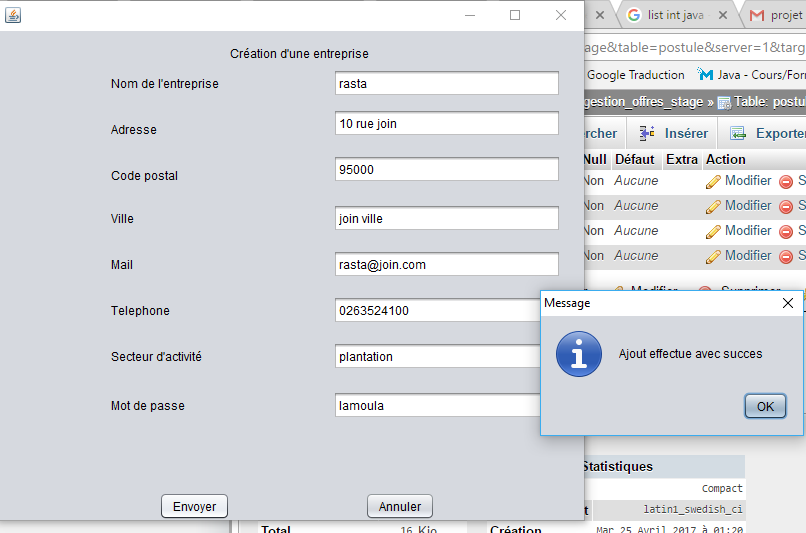 list int java
projet
age&table=postule&server=1&targ
Google Traduction
Java - Cours/For
gestion_offres_stage » Table: postu
cher
Insérer
Exporter
Null Défaut Extra Action
Non Aucune Modifier S
Non Aucune Modifier S
Non Aucune Modifier S
Non Aucune Modifier S
Modifier Supprimer
Création d'une entreprise
Nom de l'entreprise rasta
Adresse 10 rue join
Code postal 95000
Ville join ville
Mail rasta@join.com
Telephone 0263524100
Secteur d'activité plantation
Mot de passe lamoula
Envoyer Annuler
Message
Ajout effectue avec succes
OK
Statistiques
Compact
t latin1_swedish_ci
Total 16 Kio
Création Mar 25 Avril 2017 à 01:20